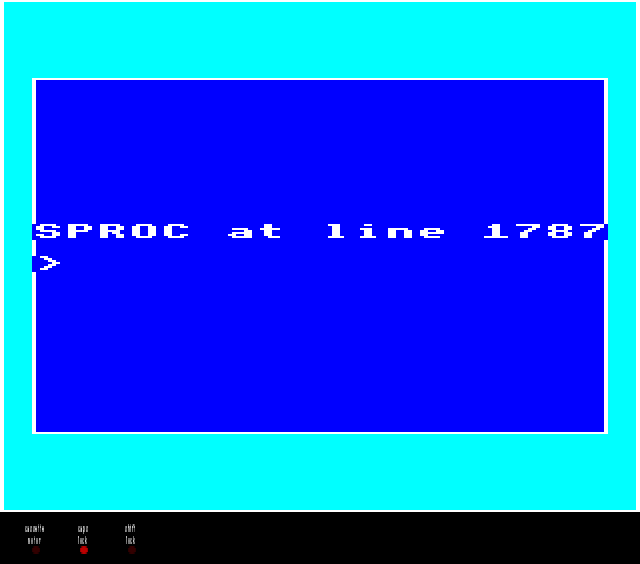 SPROC at line 1787
>
cassette motor
caps lock
shift lock